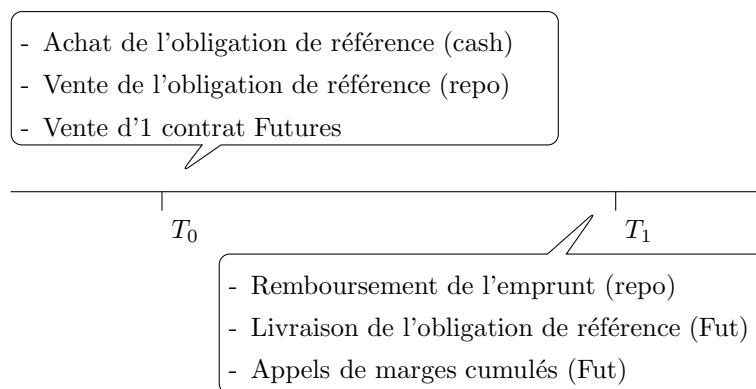 - Achat de l'obligation de référence (cash)
- Vente de l'obligation de référence (repo)
- Vente d'1 contrat Futures
T₀
T₁
- Remboursement de l'emprunt (repo)
- Livraison de l'obligation de référence (Fut)
- Appels de marges cumulés (Fut)